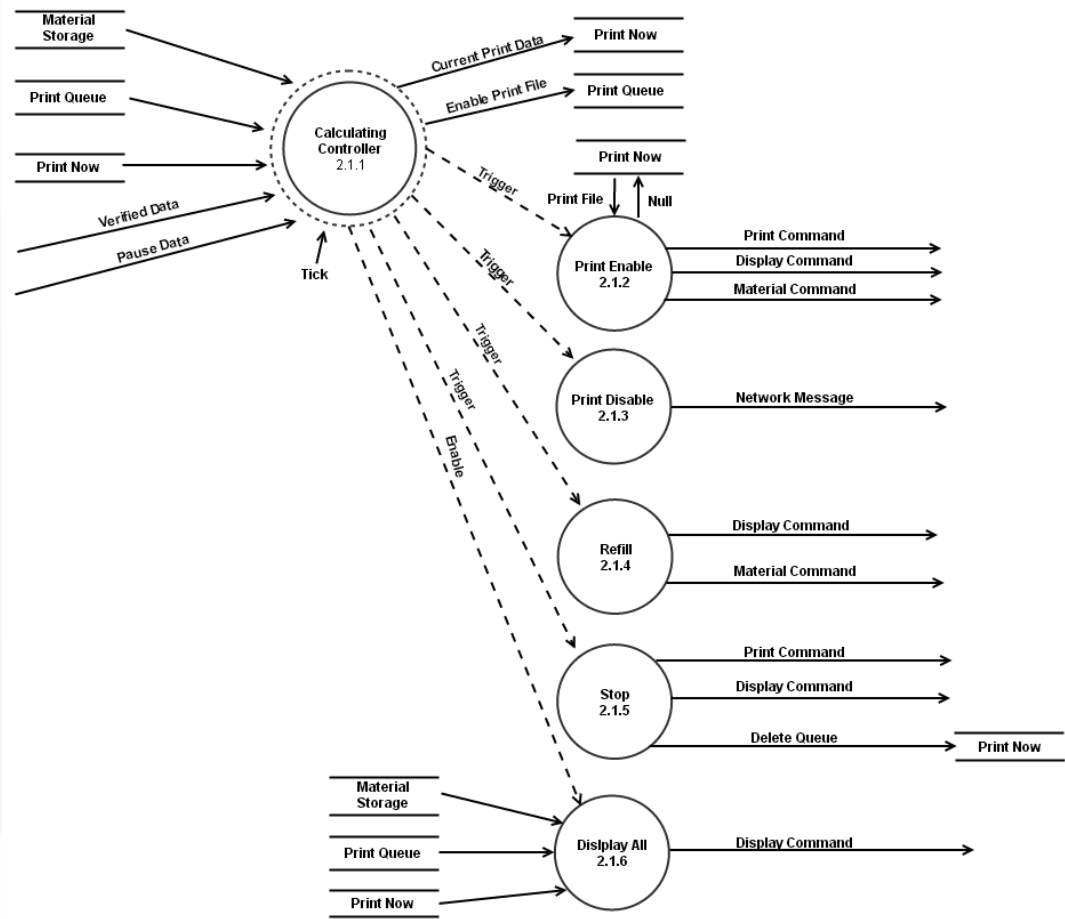 Material
Storage
Print Queue
Print Now
Verified Data
Pause Data
Tick
Calculating
Controller
2.1.1
Current Print Data
Print Now
Enable Print File
Print Queue
Print Now
Print File
Null
Trigger
Print Enable
2.1.2
Print Command
Display Command
Material Command
Trigger
Print Disable
2.1.3
Network Message
Trigger
Refill
2.1.4
Display Command
Material Command
Trigger
Stop
2.1.5
Print Command
Display Command
Delete Queue
Print Now
Enable
Material
Storage
Print Queue
Print Now
Dislplay All
2.1.6
Display Command